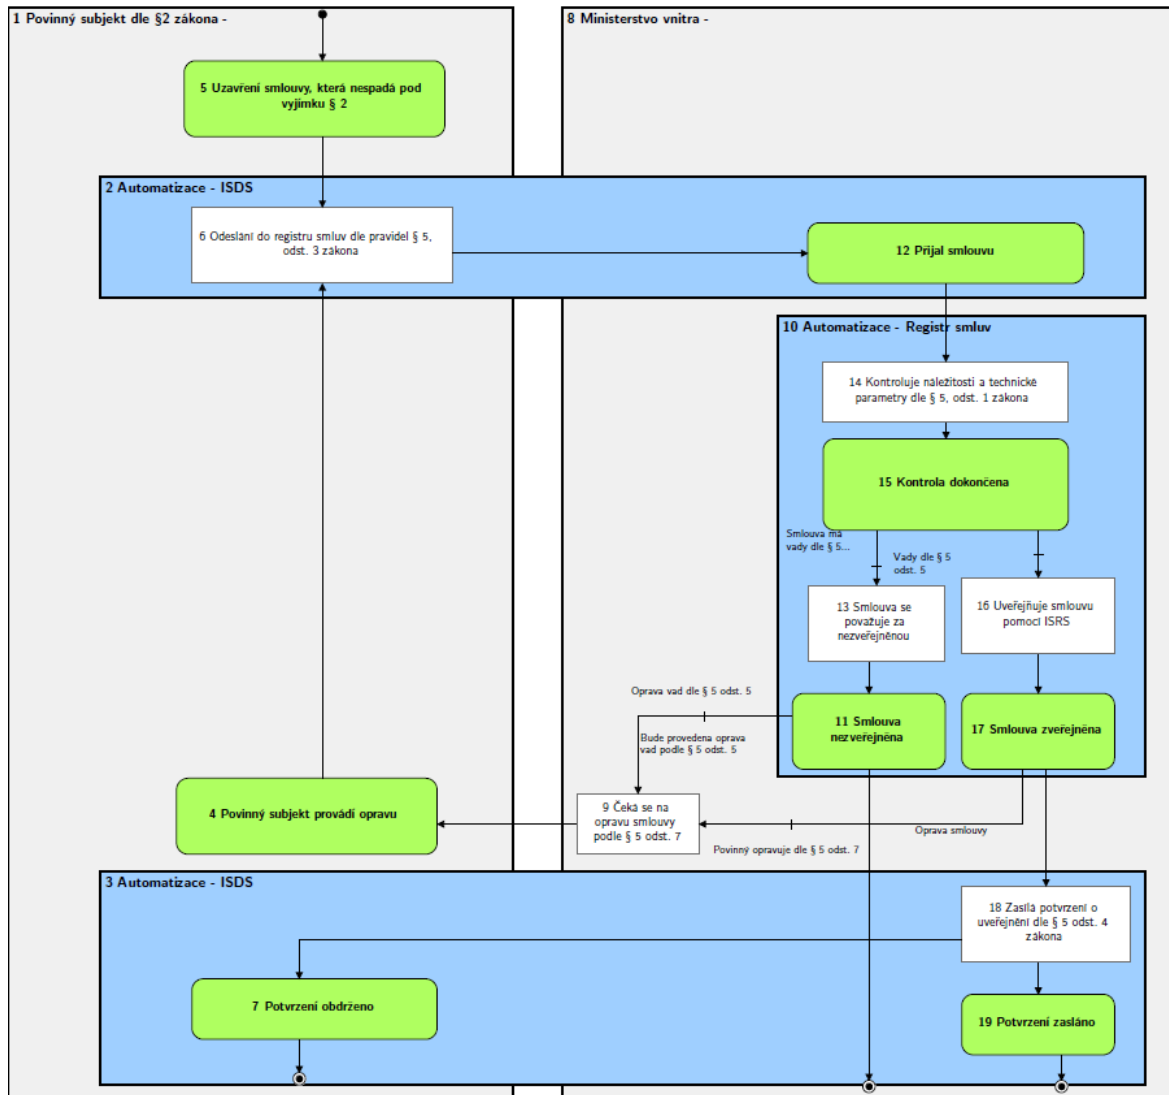 1 Povinný subjekt dle §2 zákona -
8 Ministerstvo vnitra -
5 Uzavření smlouvy, která nespadá pod
vyjímku § 2
2 Automatizace - ISDS
6 Odeslání do registru smluv dle pravidel § 5,
odst. 3 zákona
12 Přijal smlouvu
10 Automatizace - Registr smluv
14 Kontroluje náležitosti a technické
parametry dle § 5, odst. 1 zákona
15 Kontrola dokončena
Smlouva má
vady dle § 5...
Vady dle § 5
odst. 5
13 Smlouva se
považuje za
nezveřejněnou
16 Uveřejňuje smlouvu
pomocí ISRS
Oprava vad dle § 5 odst. 5
11 Smlouva
nezveřejněna
17 Smlouva zveřejněna
Bude provedena oprava
vad podle § 5 odst. 5
4 Povinný subjekt provádí opravu
9 Čeká se na
opravu smlouvy
podle § 5 odst. 7
Oprava smlouvy
Povinný opravuje dle § 5 odst. 7
3 Automatizace - ISDS
18 Zasílá potvrzení o
uveřejnění dle § 5 odst. 4
zákona
7 Potvrzení obdrženo
19 Potvrzení zasláno